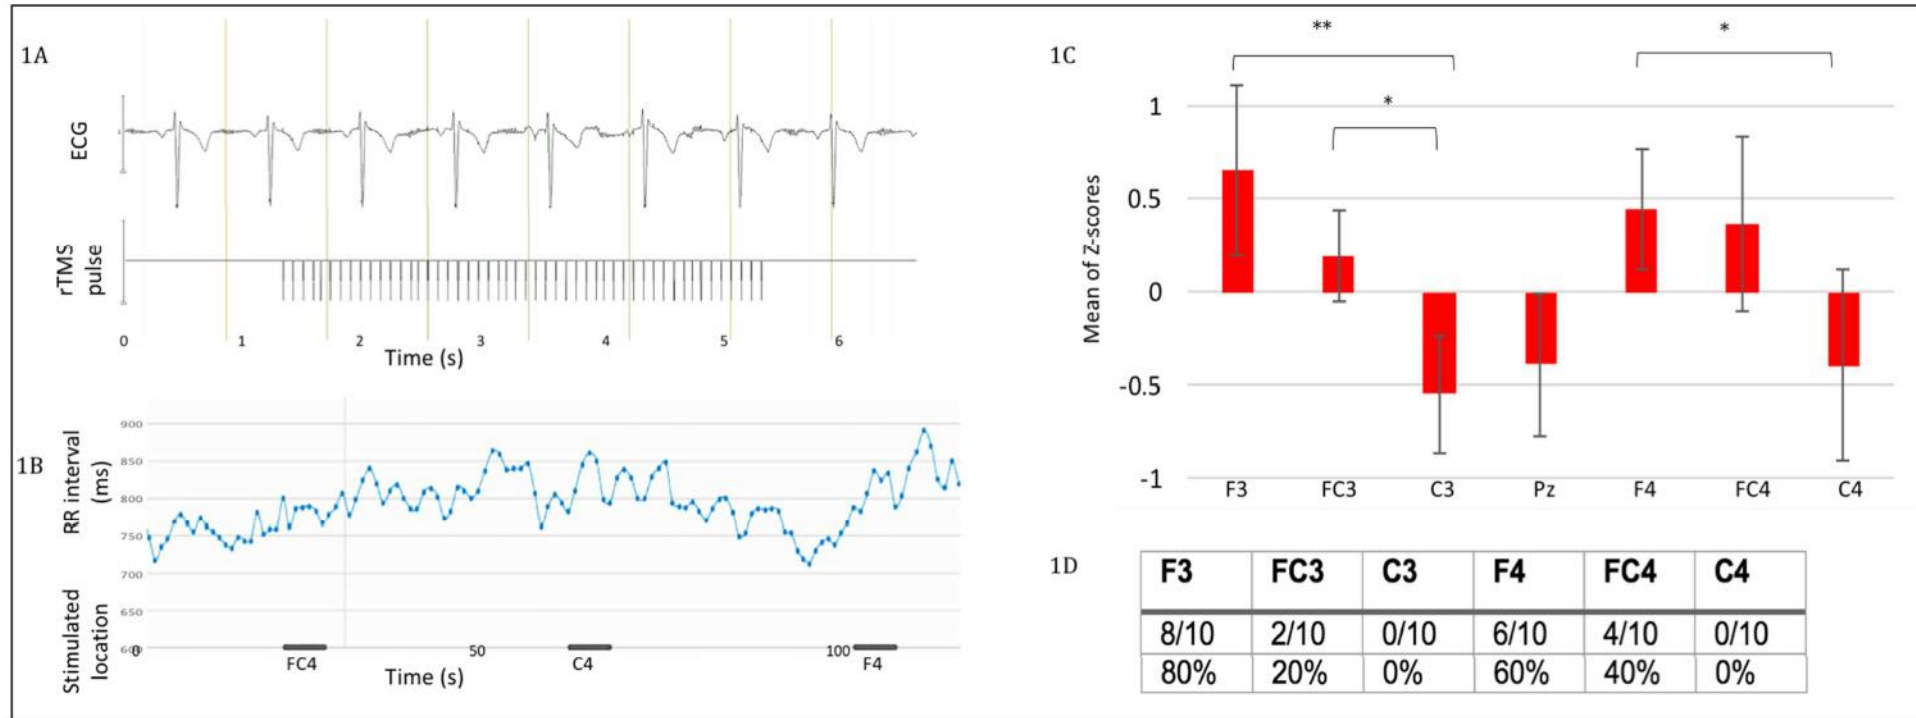 1A
ECG
rTMS
pulse
0 1 2 3 4 5 6
Time (s)
1B
RR interval
(ms)
900
850
800
750
700
650
600
0
Stimulated
location
50
100
FC4
C4
F4
Time (s)
1C
**
*
*
Mean of Z-scores
1
0.5
0
-0.5
-1
F3 FC3 C3 Pz F4 FC4 C4
1D
F3 FC3 C3 F4 FC4 C4
8/10 2/10 0/10 6/10 4/10 0/10
80% 20% 0% 60% 40% 0%